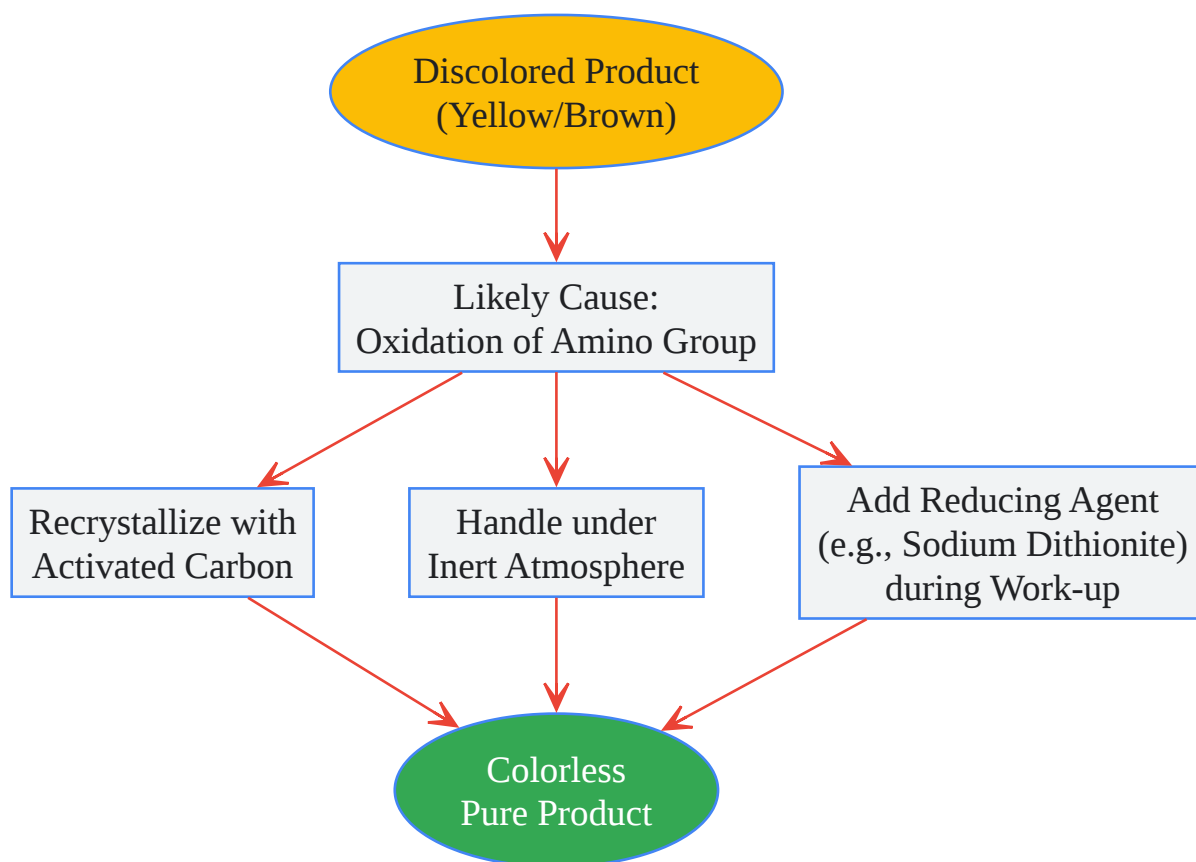 Discolored Product
(Yellow/Brown)
Likely Cause:
Oxidation of Amino Group
Recrystallize with
Activated Carbon
Handle under
Inert Atmosphere
Add Reducing Agent
(e.g., Sodium Dithionite)
during Work-up
Colorless
Pure Product